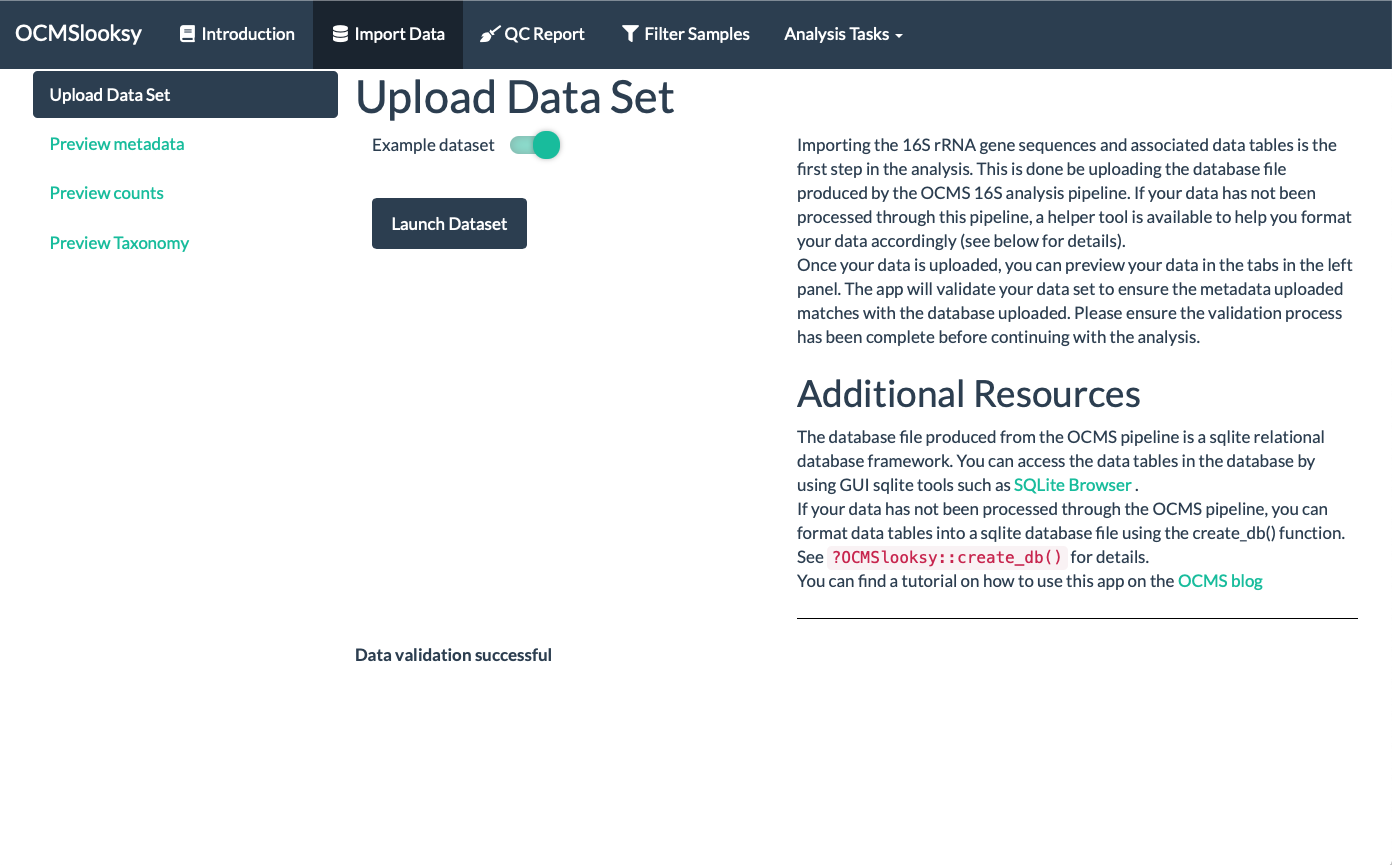 OCMSlooksy Introduction Import Data QC Report Filter Samples Analysis Tasks
Upload Data Set
Preview metadata
Preview counts
Preview Taxonomy
Upload Data Set
Example dataset
Launch Dataset
Importing the 16S rRNA gene sequences and associated data tables is the
first step in the analysis. This is done be uploading the database file
produced by the OCMS 16S analysis pipeline. If your data has not been
processed through this pipeline, a helper tool is available to help you format
your data accordingly (see below for details).
Once your data is uploaded, you can preview your data in the tabs in the left
panel. The app will validate your data set to ensure the metadata uploaded
matches with the database uploaded. Please ensure the validation process
has been complete before continuing with the analysis.
Additional Resources
The database file produced from the OCMS pipeline is a sqlite relational
database framework. You can access the data tables in the database by
using GUI sqlite tools such as SQLite Browser .
If your data has not been processed through the OCMS pipeline, you can
format data tables into a sqlite database file using the create_db() function.
See ?OCMSlooksy::create_db() for details.
You can find a tutorial on how to use this app on the OCMS blog
Data validation successful